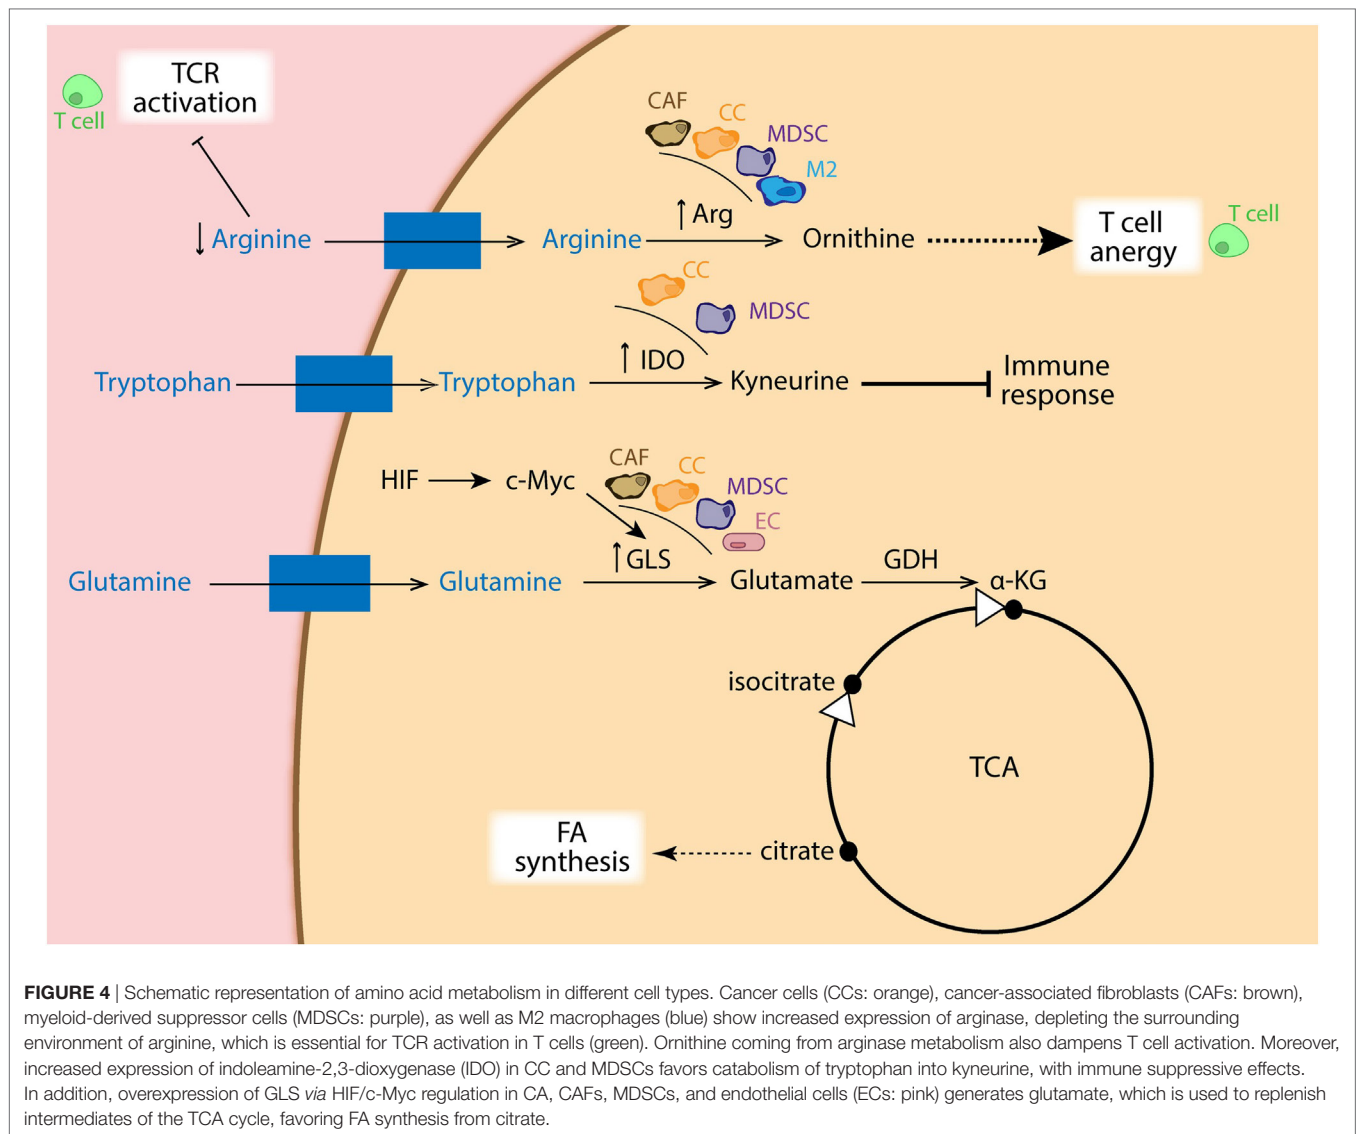 TCR
activation
T cell
CAF
CC
MDSC
M2
↓ Arginine
Arginine
↑ Arg
Ornithine
T cell
anergy
T cell
CC
MDSC
Tryptophan
Tryptophan
↑ IDO
Kyneurine
Immune
response
HIF
c-Myc
CAF
CC
MDSC
EC
Glutamine
Glutamine
↑ GLS
Glutamate
GDH
α-KG
isocitrate
TCA
citrate
FA
synthesis
FIGURE 4 | Schematic representation of amino acid metabolism in different cell types. Cancer cells (CCs: orange), cancer-associated fibroblasts (CAFs: brown),
myeloid-derived suppressor cells (MDSCs: purple), as well as M2 macrophages (blue) show increased expression of arginase, depleting the surrounding
environment of arginine, which is essential for TCR activation in T cells (green). Ornithine coming from arginase metabolism also dampens T cell activation. Moreover,
increased expression of indoleamine-2,3-dioxygenase (IDO) in CC and MDSCs favors catabolism of tryptophan into kyneurine, with immune suppressive effects.
In addition, overexpression of GLS via HIF/c-Myc regulation in CA, CAFs, MDSCs, and endothelial cells (ECs: pink) generates glutamate, which is used to replenish
intermediates of the TCA cycle, favoring FA synthesis from citrate.